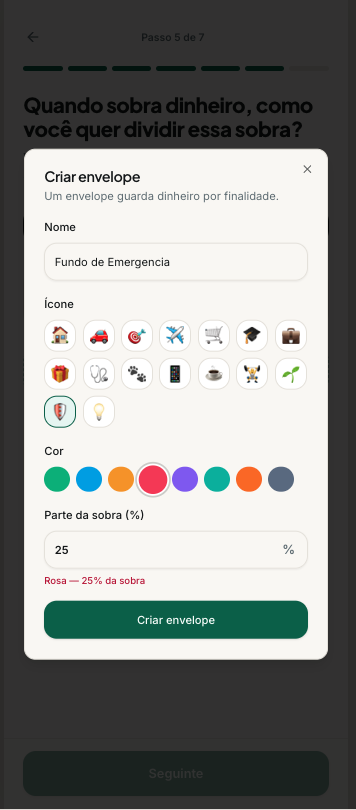 Passo 5 de 7
Quando sobra dinheiro, como
você quer dividir essa sobra?
Criar envelope
Um envelope guarda dinheiro por finalidade.
Nome
Fundo de Emergencia
Ícone
Cor
Parte da sobra (%)
25 %
Rosa — 25% da sobra
Criar envelope
Seguinte